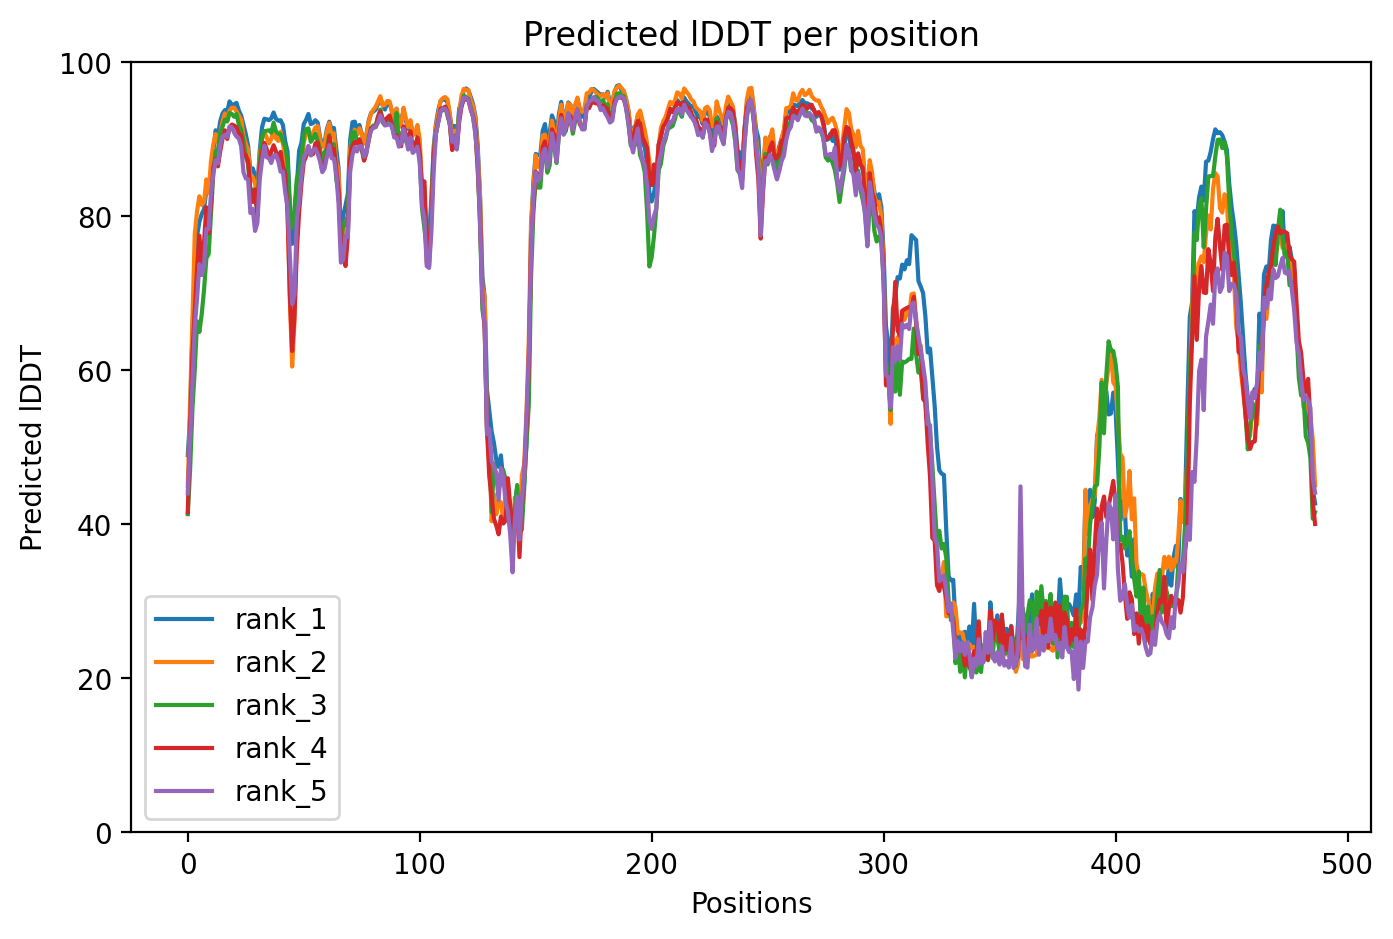 Predicted lDDT per position
100
80
60
40
20
0
Predicted lDDT
rank_1
rank_2
rank_3
rank_4
rank_5
0 100 200 300 400 500
Positions